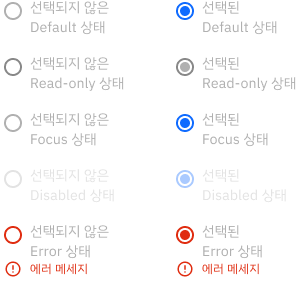 선택되지 않은
Default 상태
선택된
Default 상태
선택되지 않은
Read-only 상태
선택된
Read-only 상태
선택되지 않은
Focus 상태
선택된
Focus 상태
선택되지 않은
Disabled 상태
선택된
Disabled 상태
선택되지 않은
Error 상태
에러 메세지
선택된
Error 상태
에러 메세지